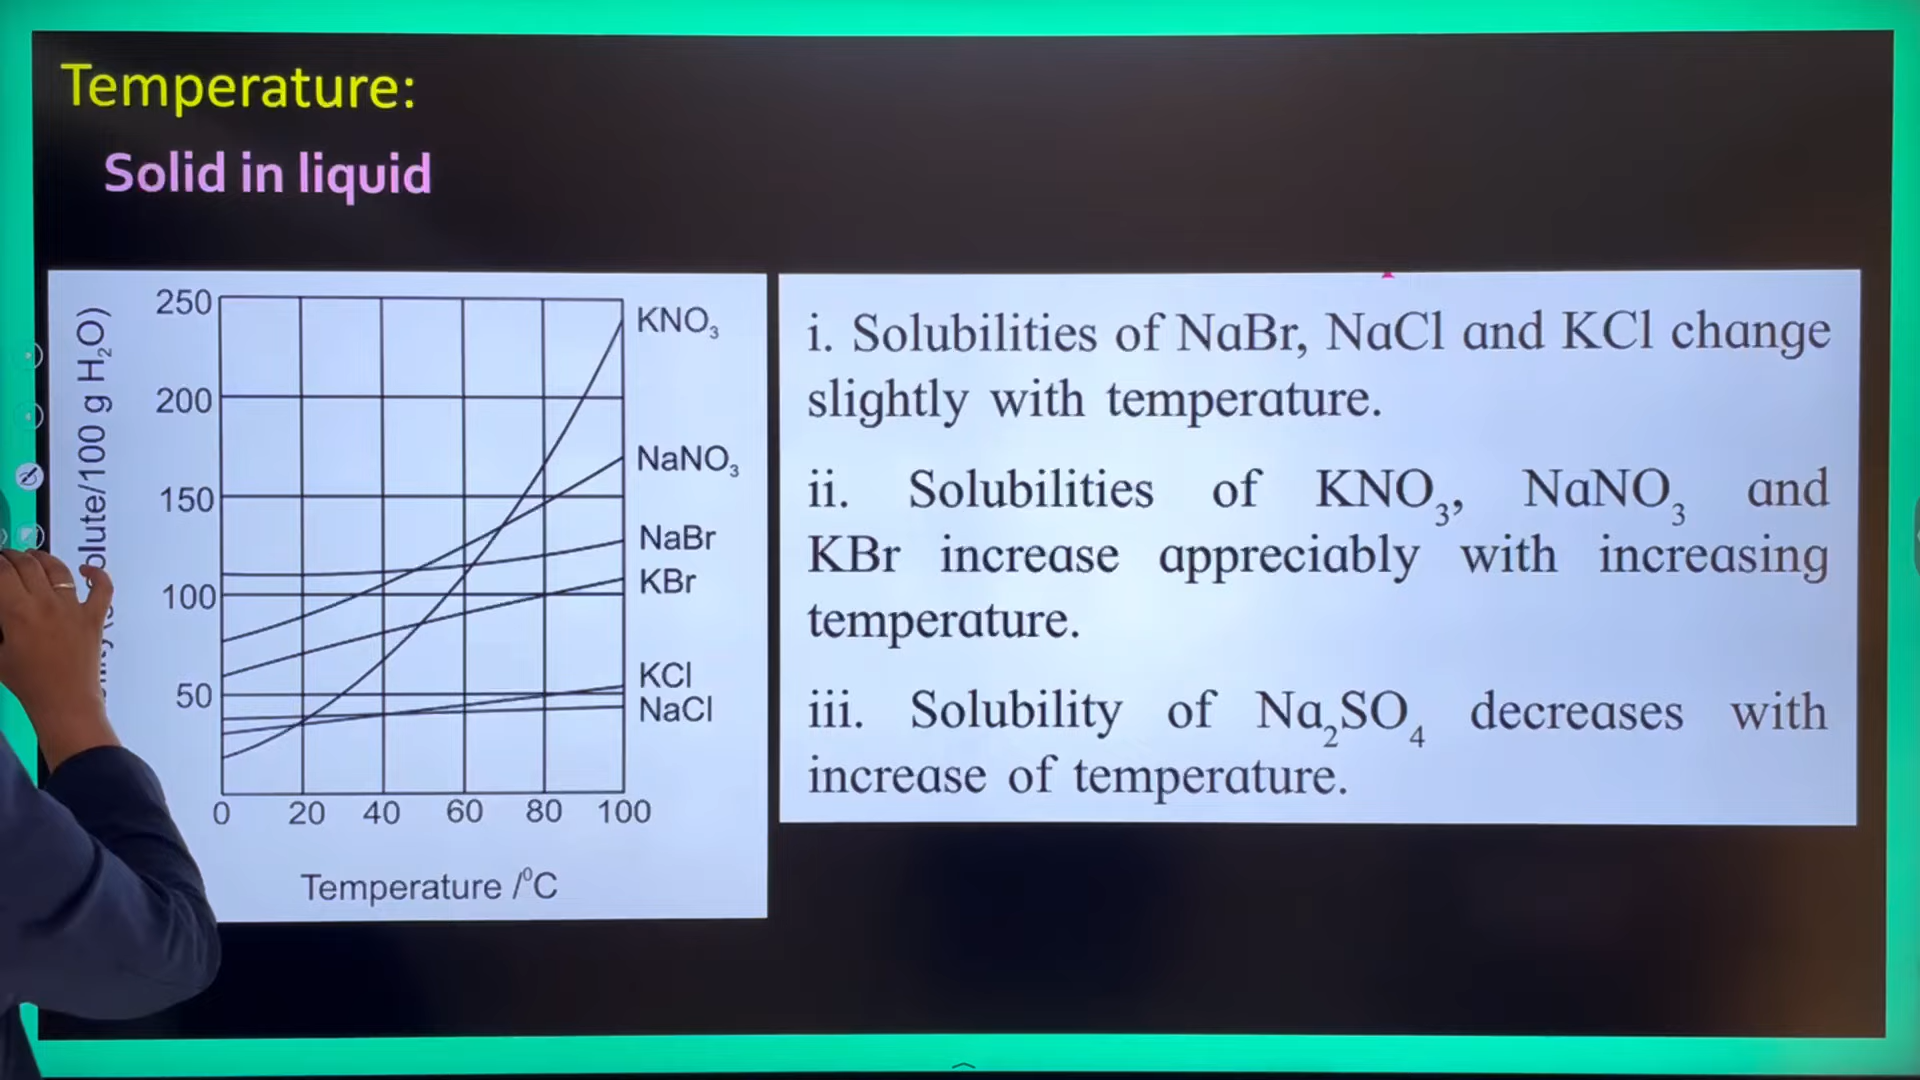 Temperature:
Solid in liquid
250
200
150
100
50
0 20 40 60 80 100
Temperature /⁰C
olute/100 g H₂O)
KNO₃
NaNO₃
NaBr
KBr
KCl
NaCl
i. Solubilities of NaBr, NaCl and KCl change
slightly with temperature.
ii. Solubilities of KNO₃, NaNO₃ and
KBr increase appreciably with increasing
temperature.
iii. Solubility of Na₂SO₄ decreases with
increase of temperature.